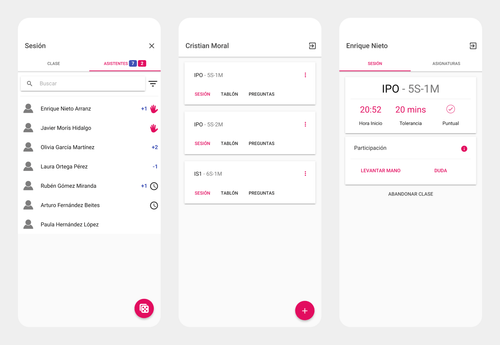 Sesión
CLASE
ASISTENTES 7 2
Buscar
Enrique Nieto Arranz +1
Javier Morís Hidalgo
Olivia García Martínez +2
Laura Ortega Pérez -1
Rubén Gómez Miranda +1
Arturo Fernández Beites
Paula Hernández López
Cristian Moral
IPO - 5S-1M
SESIÓN TABLÓN PREGUNTAS
IPO - 5S-2M
SESIÓN TABLÓN PREGUNTAS
IS1 - 6S-1M
SESIÓN TABLÓN PREGUNTAS
+
Enrique Nieto
SESIÓN ASIGNATURAS
IPO - 5S-1M
20:52 20 mins
Hora Inicio Tolerancia Puntual
Participación
LEVANTAR MANO DUDA
ABANDONAR CLASE